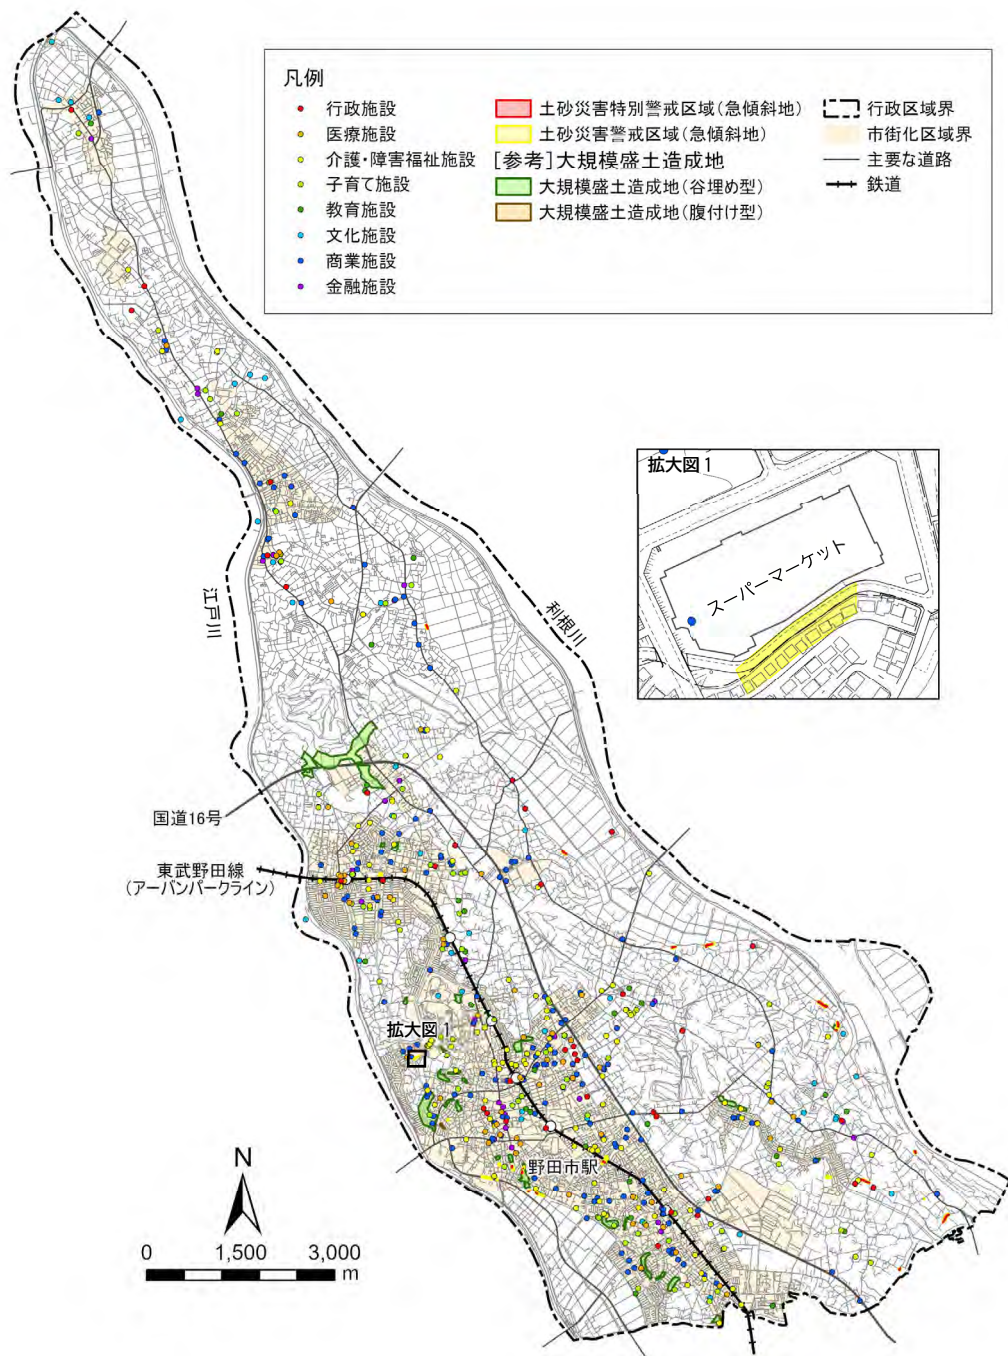 凡例
行政施設
医療施設
介護・障害福祉施設
子育て施設
教育施設
文化施設
商業施設
金融施設
土砂災害特別警戒区域(急傾斜地)
土砂災害警戒区域(急傾斜地)
[参考]大規模盛土造成地
大規模盛土造成地(谷埋め型)
大規模盛土造成地(腹付け型)
行政区域界
市街化区域界
主要な道路
鉄道
拡大図1
スーパーマーケット
江戸川
利根川
国道16号
東武野田線
(アーバンパークライン)
拡大図1
野田市駅
N
0 1,500 3,000
m